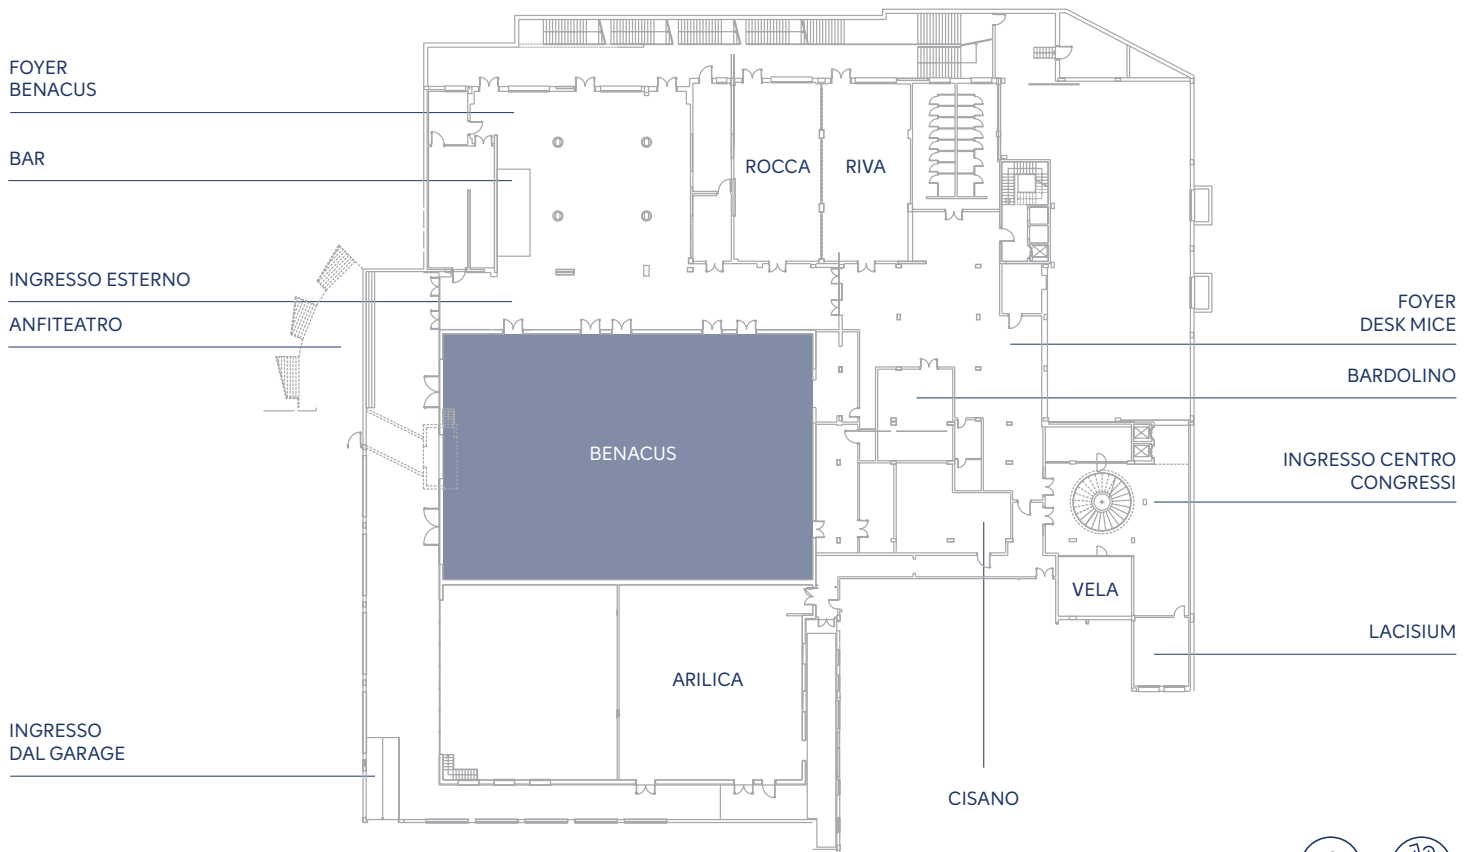 FOYER
BENACUS
BAR
ROCCA
RIVA
INGRESSO ESTERNO
ANFITEATRO
FOYER
DESK MICE
BARDOLINO
BENACUS
INGRESSO CENTRO
CONGRESSI
VELA
LACISIUM
ARILICA
INGRESSO
DAL GARAGE
CISANO